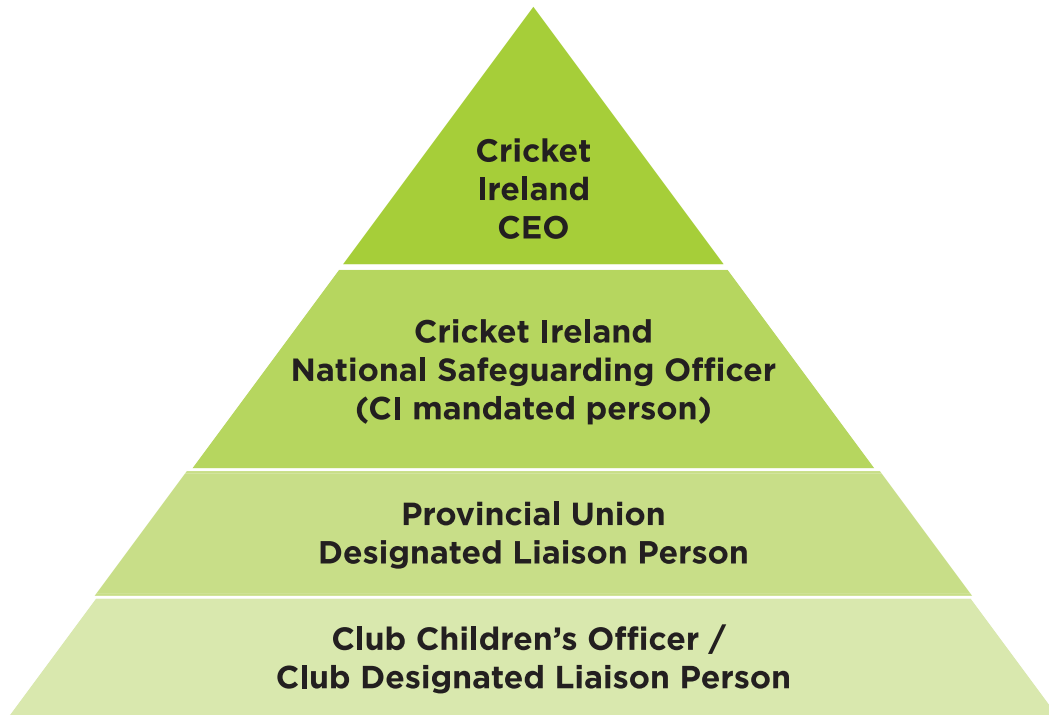 Cricket
Ireland
CEO
Cricket Ireland
National Safeguarding Officer
(CI mandated person)
Provincial Union
Designated Liaison Person
Club Children’s Officer /
Club Designated Liaison Person